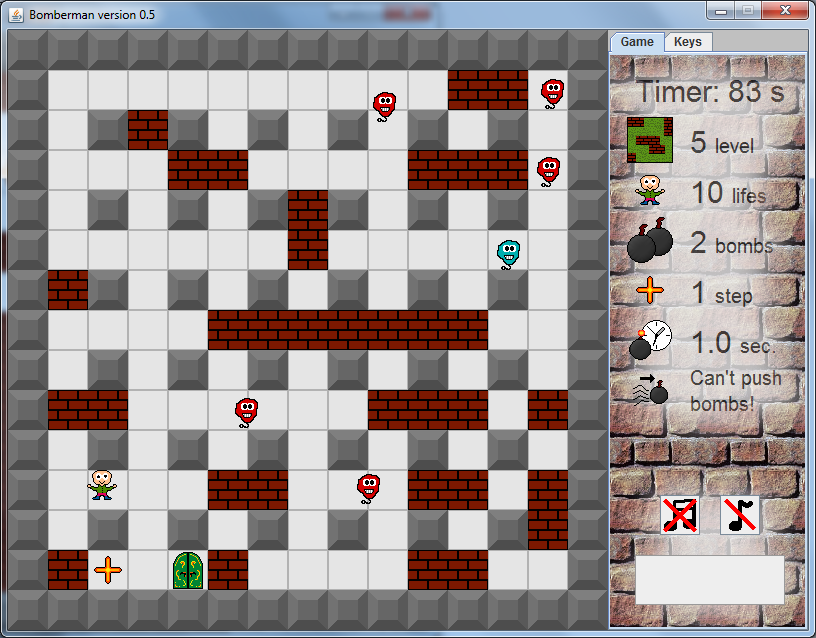 Bomberman version 0.5
Game Keys
Timer: 83 s
5 level
10 lifes
2 bombs
1 step
1.0 sec.
Can't push
bombs!